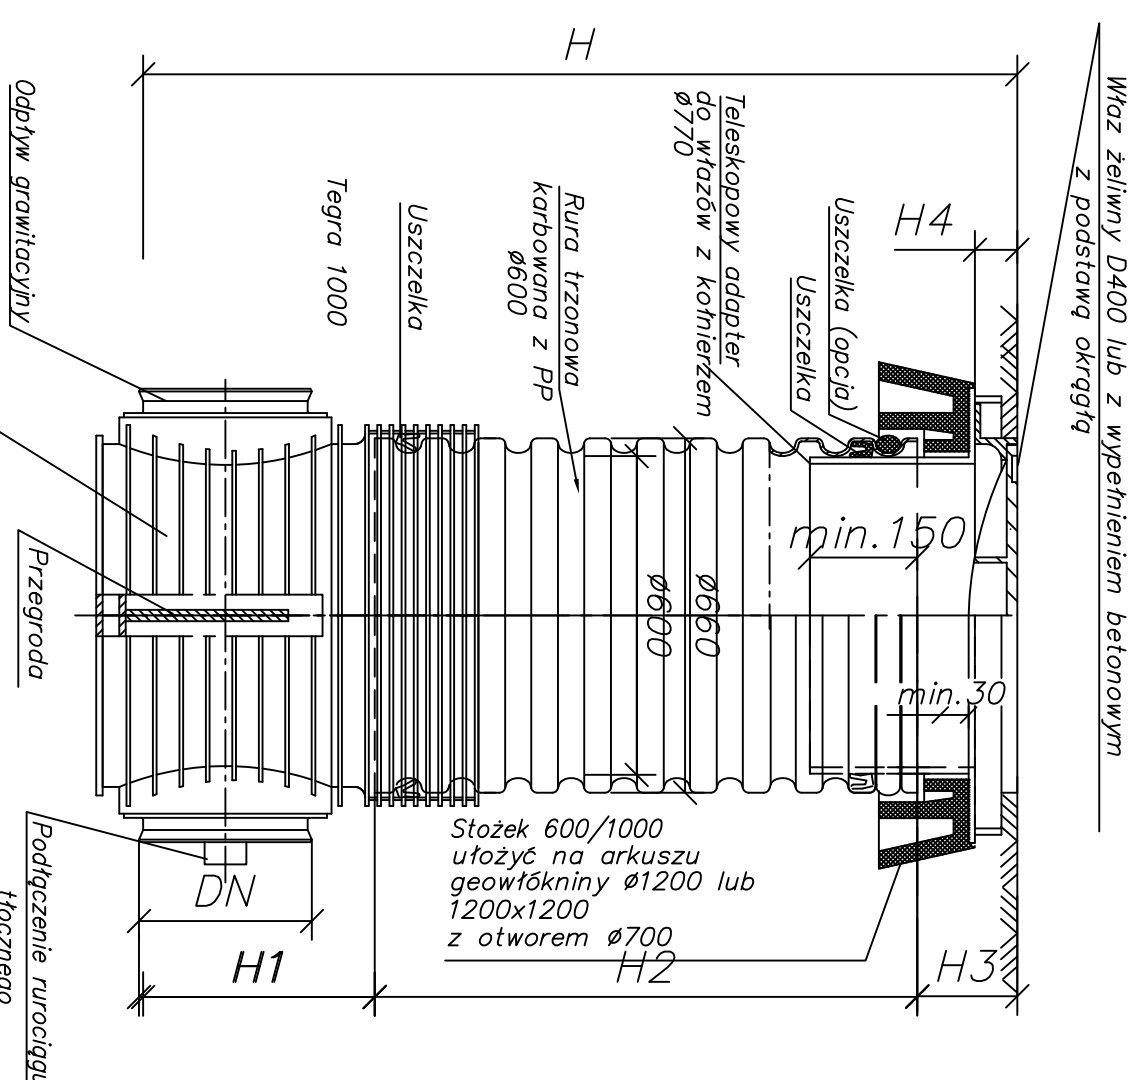 Właz żeliwny D400 lub z wypełnieniem betonowym
z podstawą okrągłą
H
H4
Uszczelka (opcja)
Uszczelka
Teleskopowy adapter
do włazów z kołnierzem
ø770
Rura trzonowa
karbowana z PP
ø600
Uszczelka
Tegra 1000
Odpływ grawitacyjny
min.150
ø660
ø600
min.30
Przegroda
Stożek 600/1000
ułożyć na arkuszu
geowłókniny ø1200 lub
1200x1200
z otworem ø700
DN
H1
H2
H3
Podłączenie rurociągu
tłocznego